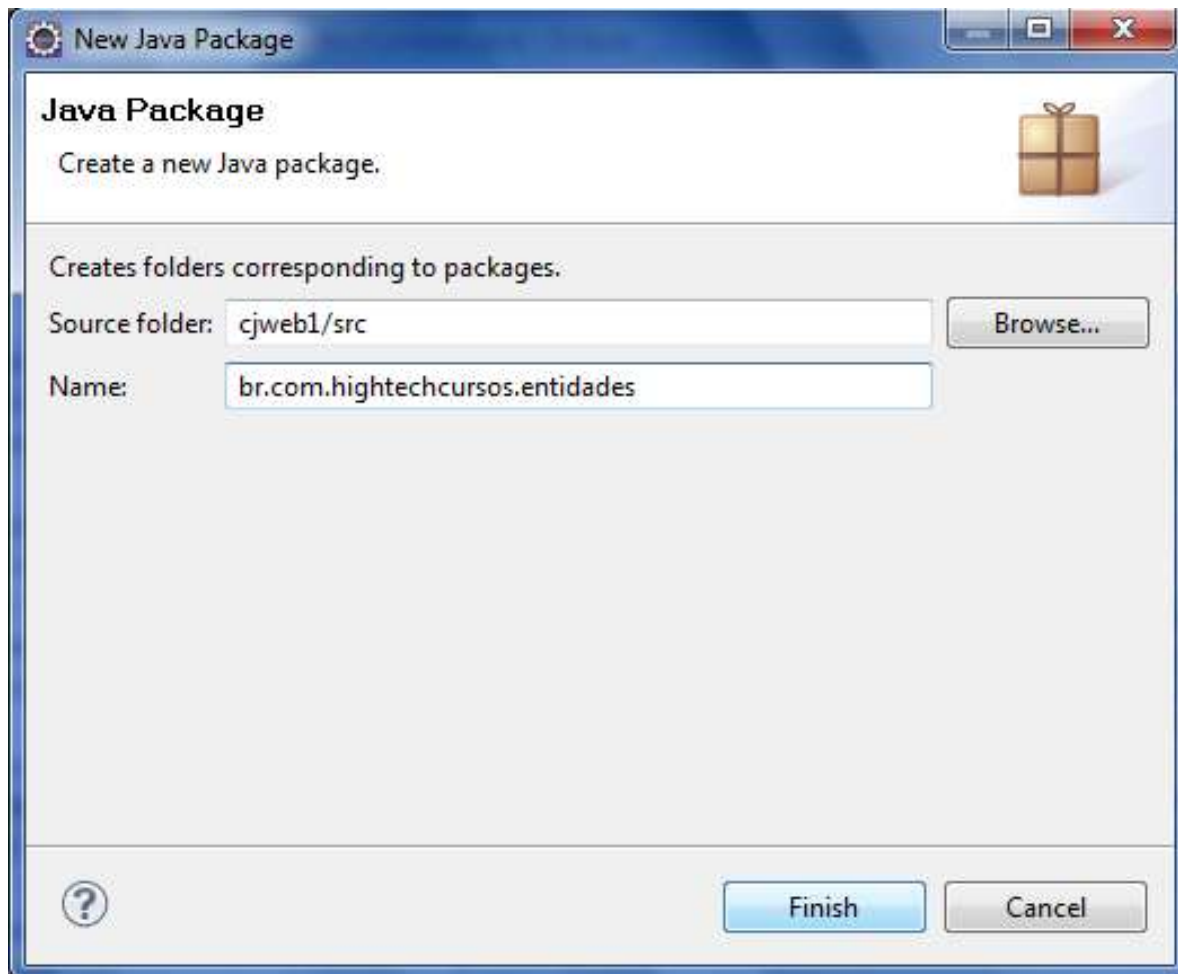 New Java Package
Java Package
Create a new Java package.
Creates folders corresponding to packages.
Source folder: cjweb1/src Browse...
Name: br.com.hightechcursos.entidades
? Finish Cancel